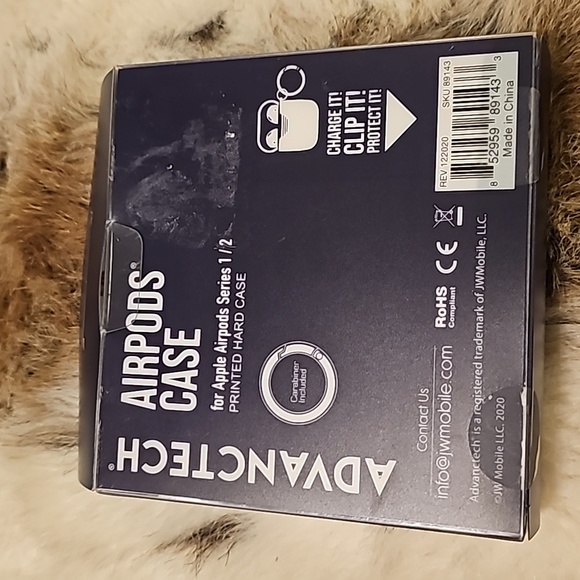 ADVANCTECH®
AIRPODS®
CASE
for Apple Airpods Series 1 / 2
PRINTED HARD CASE
Carabiner
Included
CHARGE IT!
CLIP IT!
PROTECT IT!
Contact Us
info@jwmobile.com
RoHS
Compliant
CE
REV 122020 SKU 89143
8 52959 89143 3
Made in China
Advanctech® is a registered trademark of JWMobile, LLC.
©JW Mobile LLC, 2020